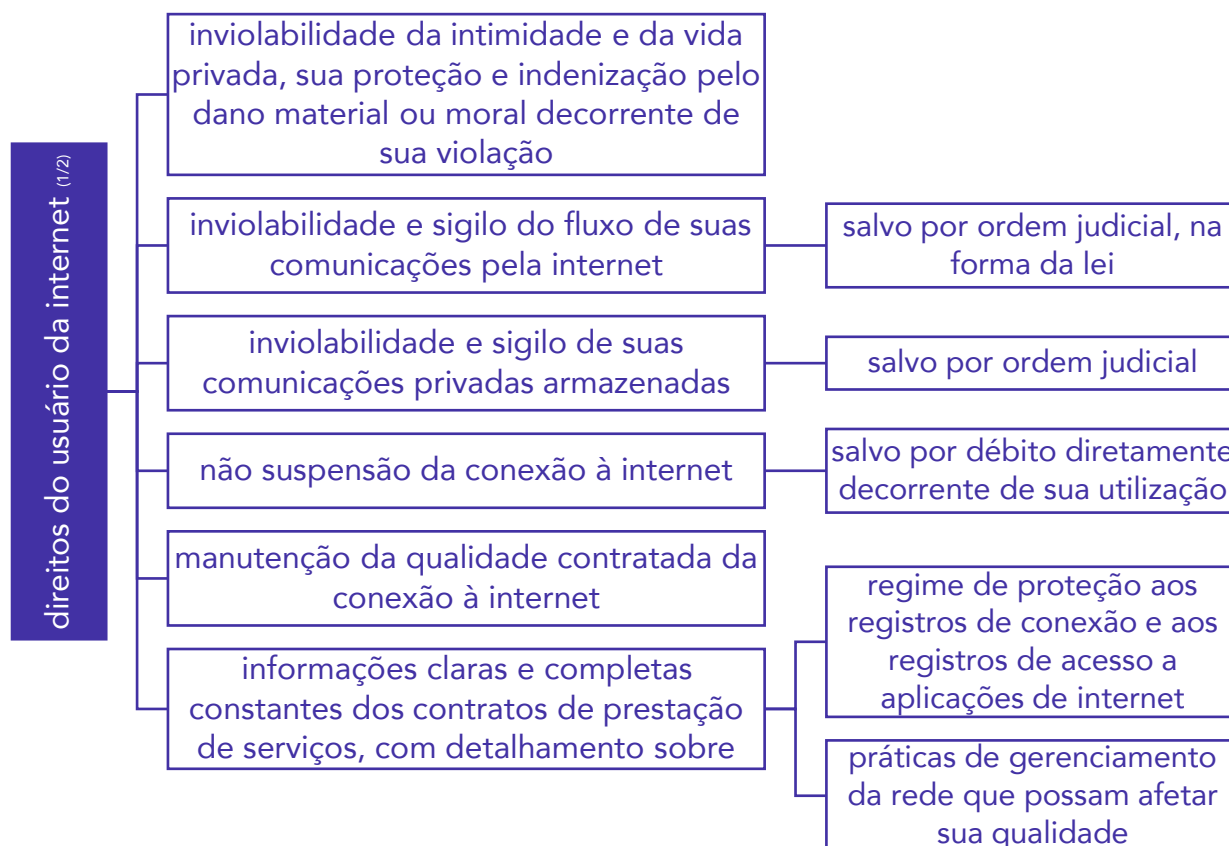 direitos do usuário da internet (1/2)
inviolabilidade da intimidade e da vida
privada, sua proteção e indenização pelo
dano material ou moral decorrente de
sua violação
inviolabilidade e sigilo do fluxo de suas
comunicações pela internet
salvo por ordem judicial, na
forma da lei
inviolabilidade e sigilo de suas
comunicações privadas armazenadas
salvo por ordem judicial
não suspensão da conexão à internet
salvo por débito diretamente
decorrente de sua utilização
manutenção da qualidade contratada da
conexão à internet
informações claras e completas
constantes dos contratos de prestação
de serviços, com detalhamento sobre
regime de proteção aos
registros de conexão e aos
registros de acesso a
aplicações de internet
práticas de gerenciamento
da rede que possam afetar
sua qualidade